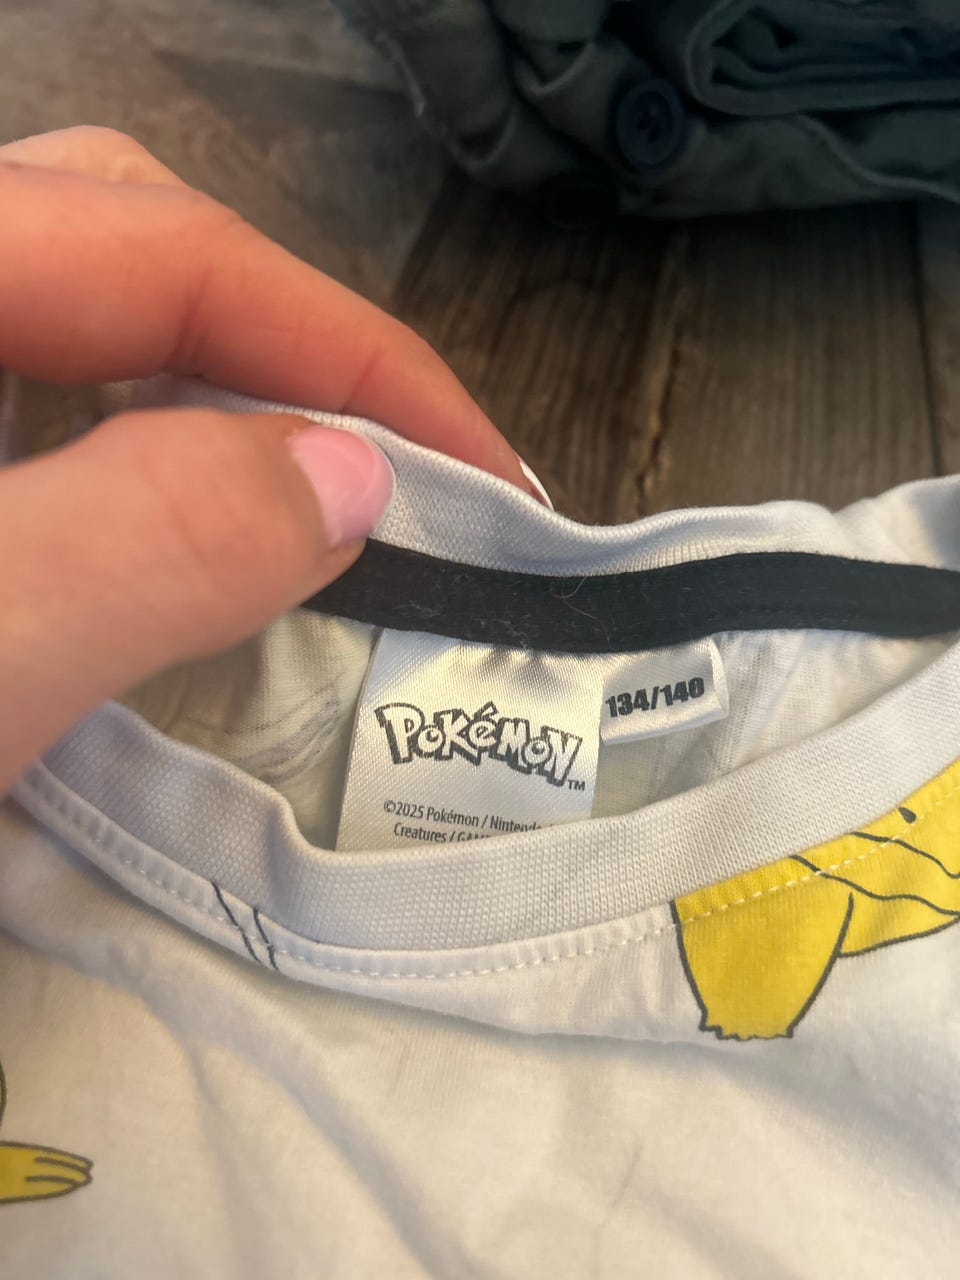 POKéMON
TM
134/140
©2025 Pokémon / Nintendo
Creatures /